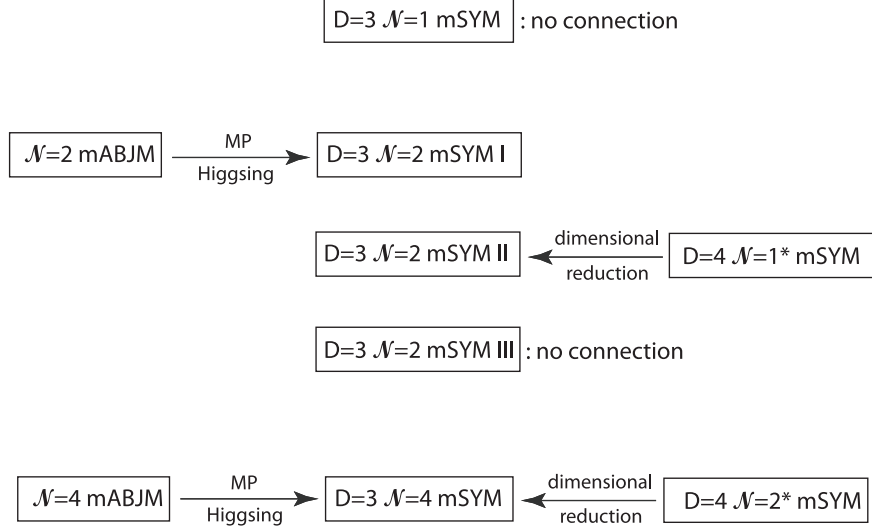 D=3 𝒩=1 mSYM : no connection
𝒩=2 mABJM MP Higgsing D=3 𝒩=2 mSYM I
D=3 𝒩=2 mSYM II dimensional reduction D=4 𝒩=1* mSYM
D=3 𝒩=2 mSYM III : no connection
𝒩=4 mABJM MP Higgsing D=3 𝒩=4 mSYM dimensional reduction D=4 𝒩=2* mSYM